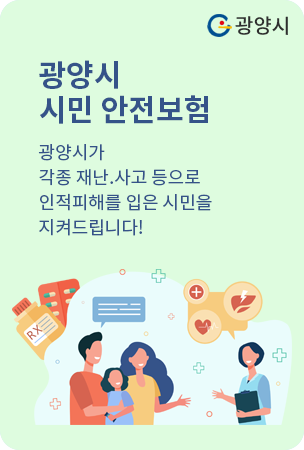 광양시
광양시
시민 안전보험
광양시가
각종 재난.사고 등으로
인적피해를 입은 시민을
지켜드립니다!
RX